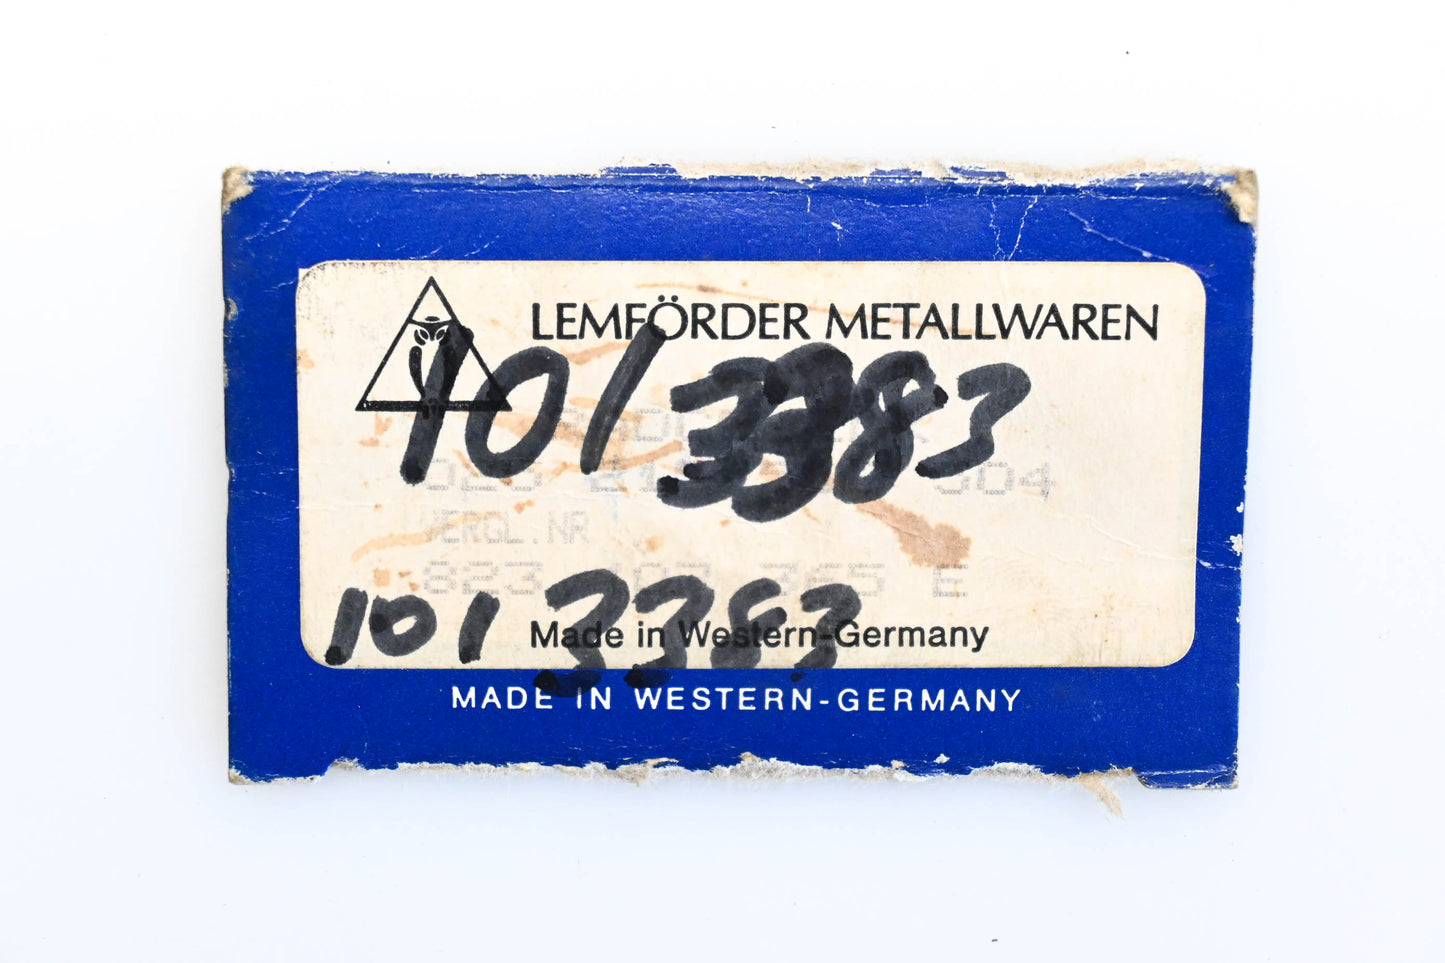 LEMFÖRDER METALLWAREN
101 3383
VERGL.NR
101 3383
Made in Western-Germany
MADE IN WESTERN-GERMANY